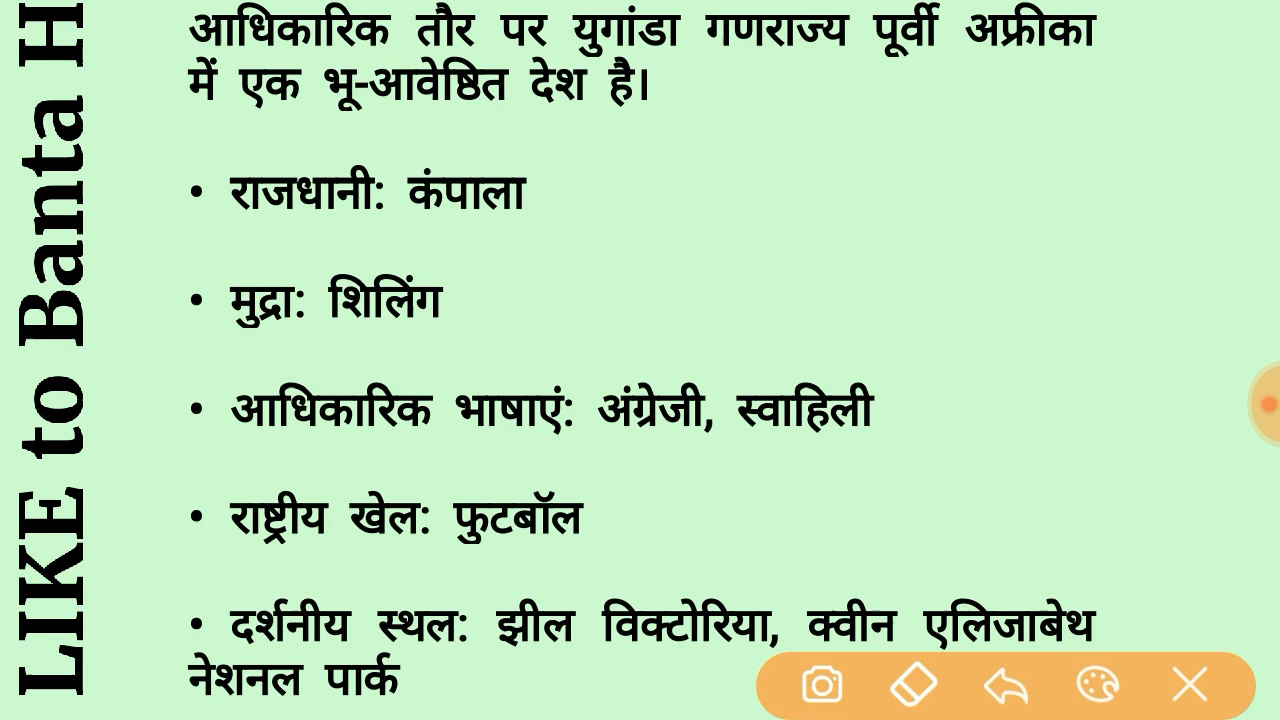 LIKE to Banta H
आधिकारिक तौर पर युगांडा गणराज्य पूर्वी अफ्रीका
में एक भू-आवेष्ठित देश है।
• राजधानी: कंपाला
• मुद्रा: शिलिंग
• आधिकारिक भाषाएं: अंग्रेजी, स्वाहिली
• राष्ट्रीय खेल: फुटबॉल
• दर्शनीय स्थल: झील विक्टोरिया, क्वीन एलिजाबेथ
नेशनल पार्क